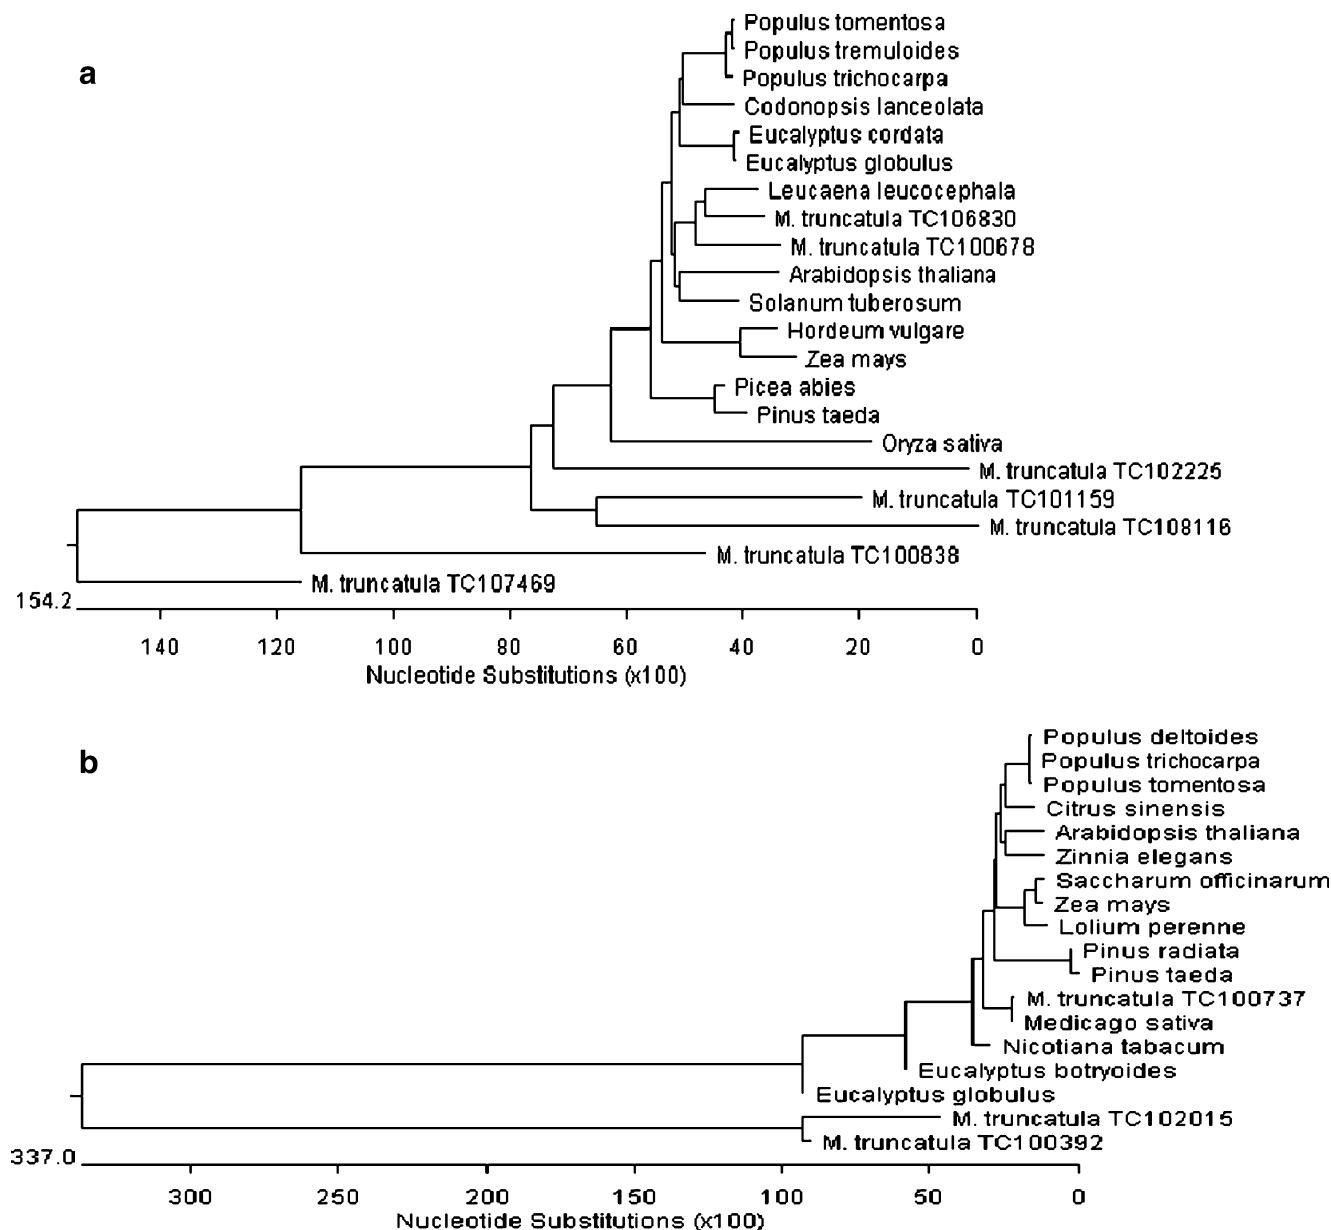 a
Populus tomentosa
Populus tremuloides
Populus trichocarpa
Codonopsis lanceolata
Eucalyptus cordata
Eucalyptus globulus
Leucaena leucocephala
M. truncatula TC106830
M. truncatula TC100678
Arabidopsis thaliana
Solanum tuberosum
Hordeum vulgare
Zea mays
Picea abies
Pinus taeda
Oryza sativa
M. truncatula TC102225
M. truncatula TC101159
M. truncatula TC108116
M. truncatula TC100838
M. truncatula TC107469
154.2
140 120 100 80 60 40 20 0
Nucleotide Substitutions (x100)
b
Populus deltoides
Populus trichocarpa
Populus tomentosa
Citrus sinensis
Arabidopsis thaliana
Zinnia elegans
Saccharum officinarum
Zea mays
Lolium perenne
Pinus radiata
Pinus taeda
M. truncatula TC100737
Medicago sativa
Nicotiana tabacum
Eucalyptus botryoides
Eucalyptus globulus
M. truncatula TC102015
M. truncatula TC100392
337.0
300 250 200 150 100 50 0
Nucleotide Substitutions (x100)